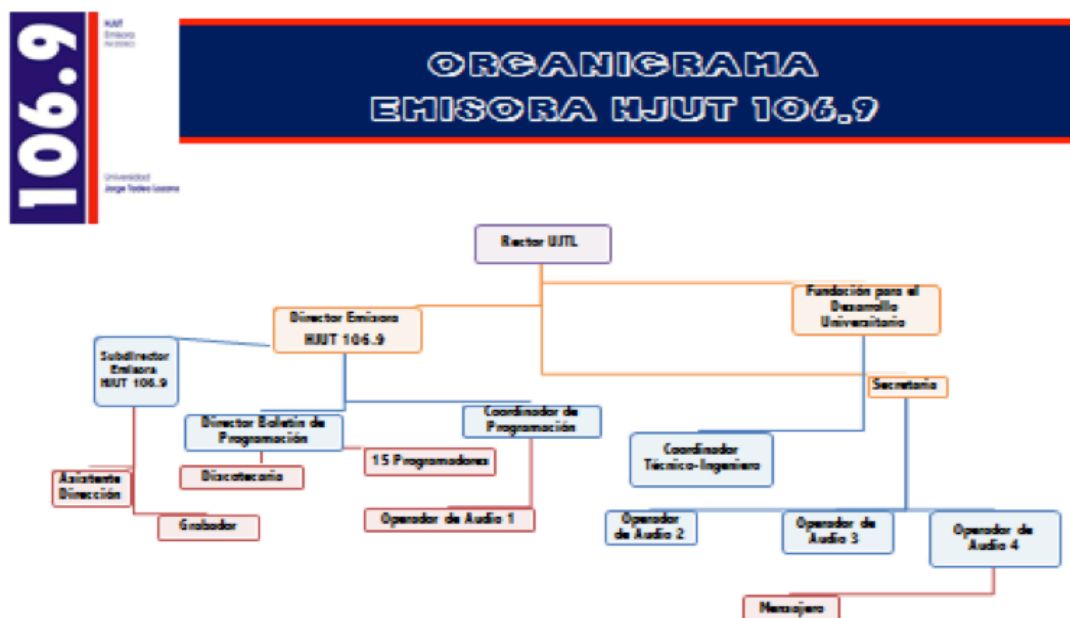 106.9
HJUT
Emisora
Universidad
Jorge Tadeo Lozano
ORGANIGRAMA
EMISORA HJUT 106.9
Rector UJTL
Fundación para el
Desarrollo
Universitario
Director Emisora
HJUT 106.9
Subdirector
Emisora
HJUT 106.9
Secretaria
Director Boletín de
Programación
Coordinador de
Programación
Coordinador
Técnico-Ingeniero
15 Programadores
Discotecaria
Asistente
Dirección
Grabador
Operador de Audio 1
Operador
de Audio 2
Operador de
Audio 3
Operador de
Audio 4
Mensajero